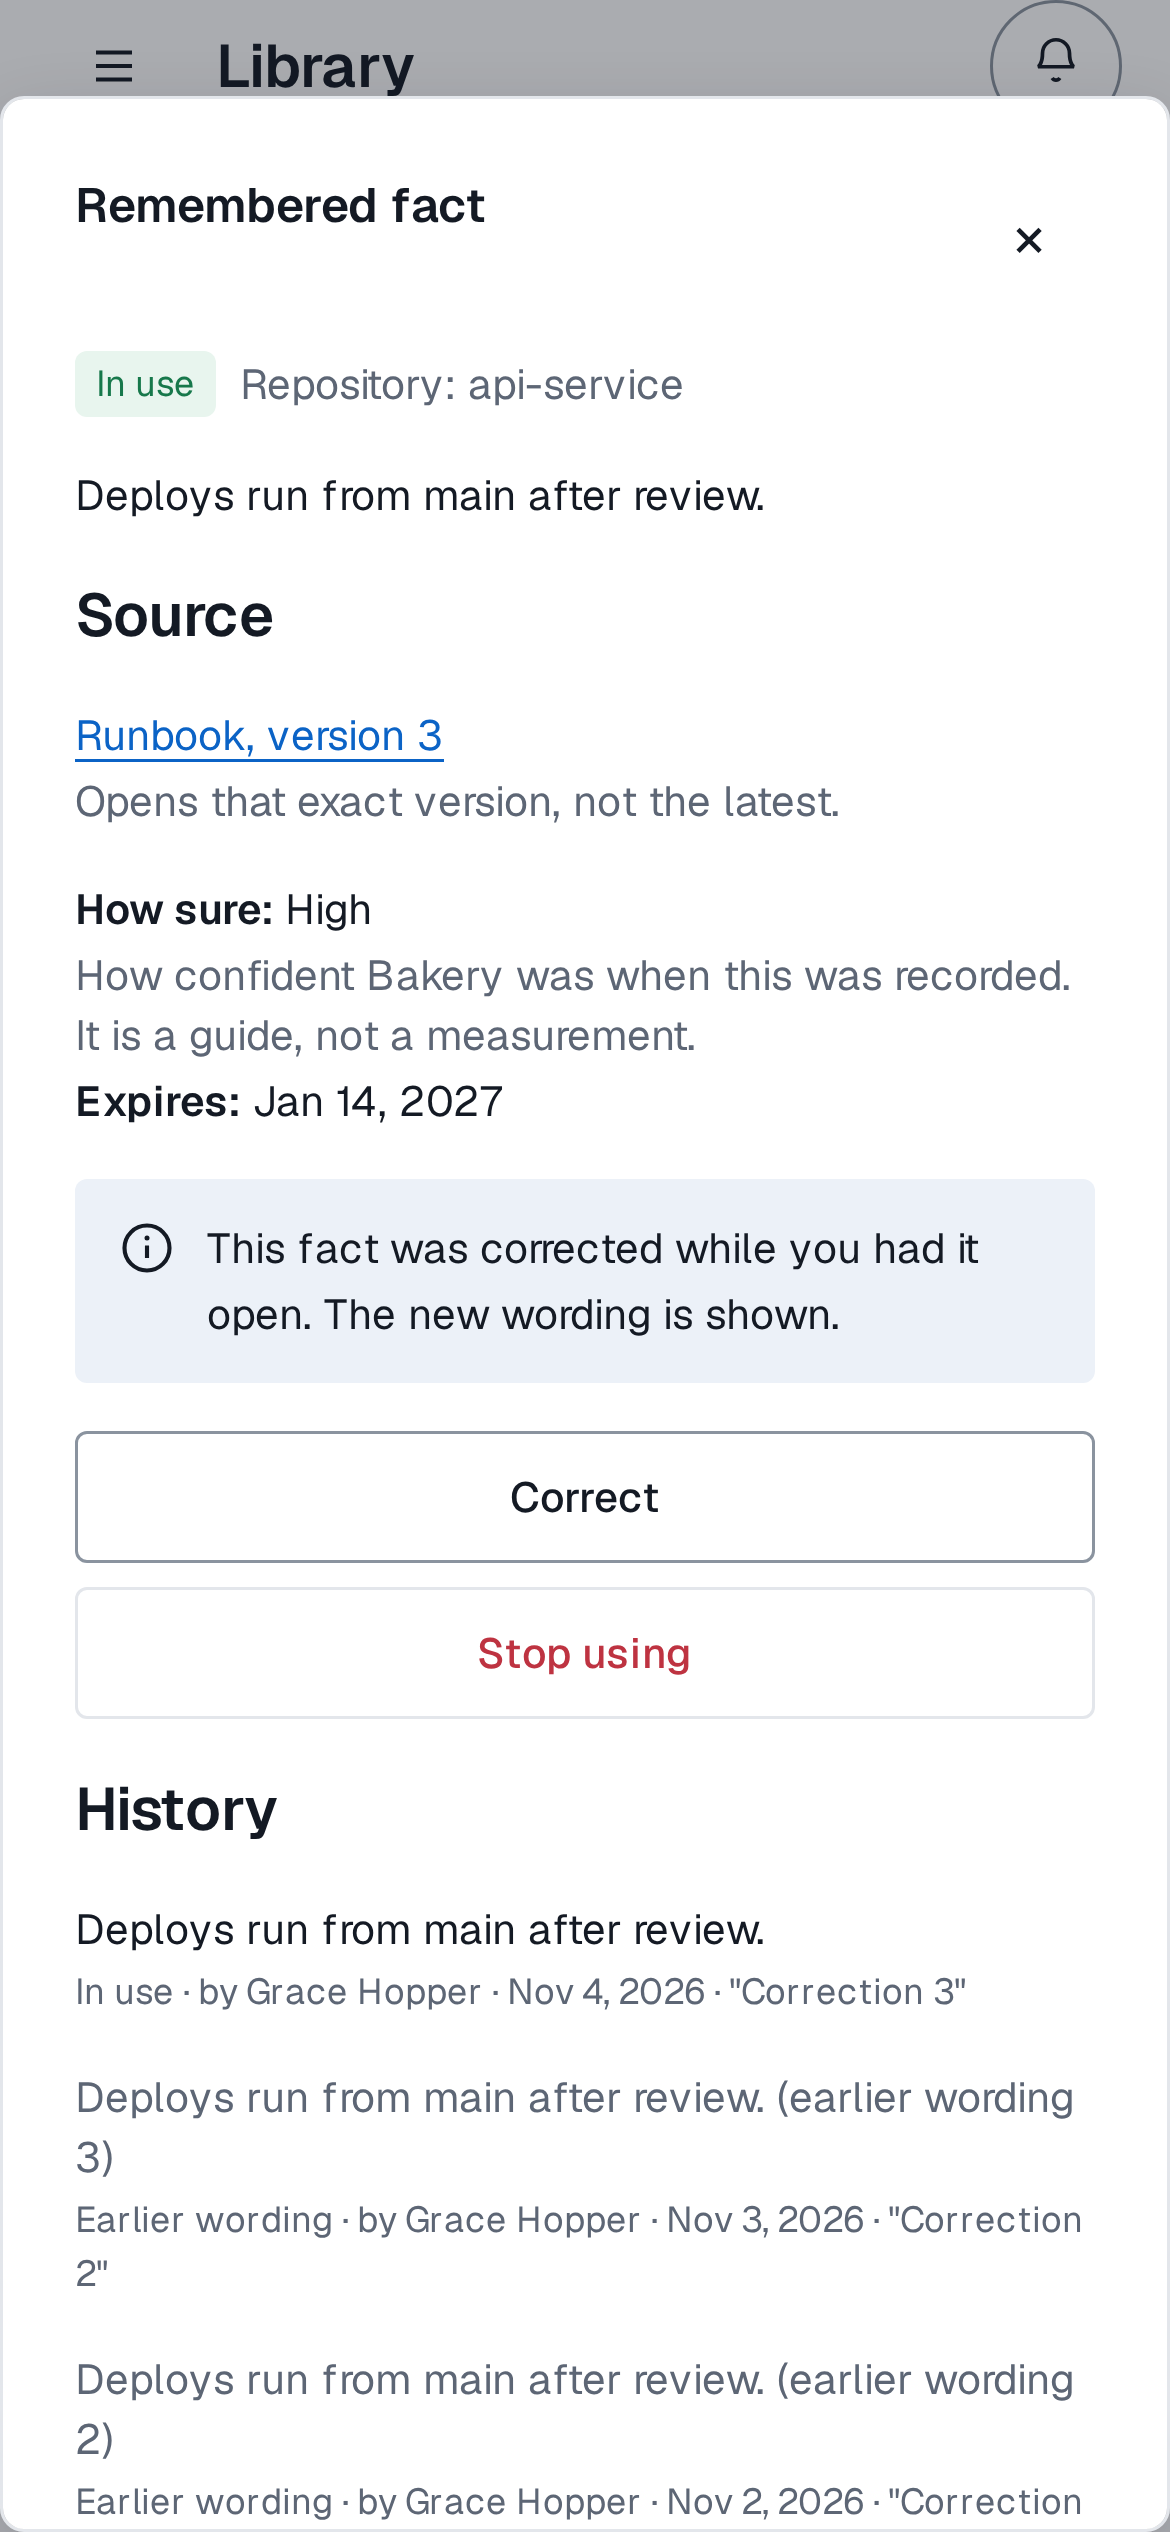 Library
Remembered fact
In use
Repository: api-service
Deploys run from main after review.
Source
Runbook, version 3
Opens that exact version, not the latest.
How sure: High
How confident Bakery was when this was recorded.
It is a guide, not a measurement.
Expires: Jan 14, 2027
This fact was corrected while you had it
open. The new wording is shown.
Correct
Stop using
History
Deploys run from main after review.
In use · by Grace Hopper · Nov 4, 2026 · "Correction 3"
Deploys run from main after review. (earlier wording
3)
Earlier wording · by Grace Hopper · Nov 3, 2026 · "Correction
2"
Deploys run from main after review. (earlier wording
2)
Earlier wording · by Grace Hopper · Nov 2, 2026 · "Correction